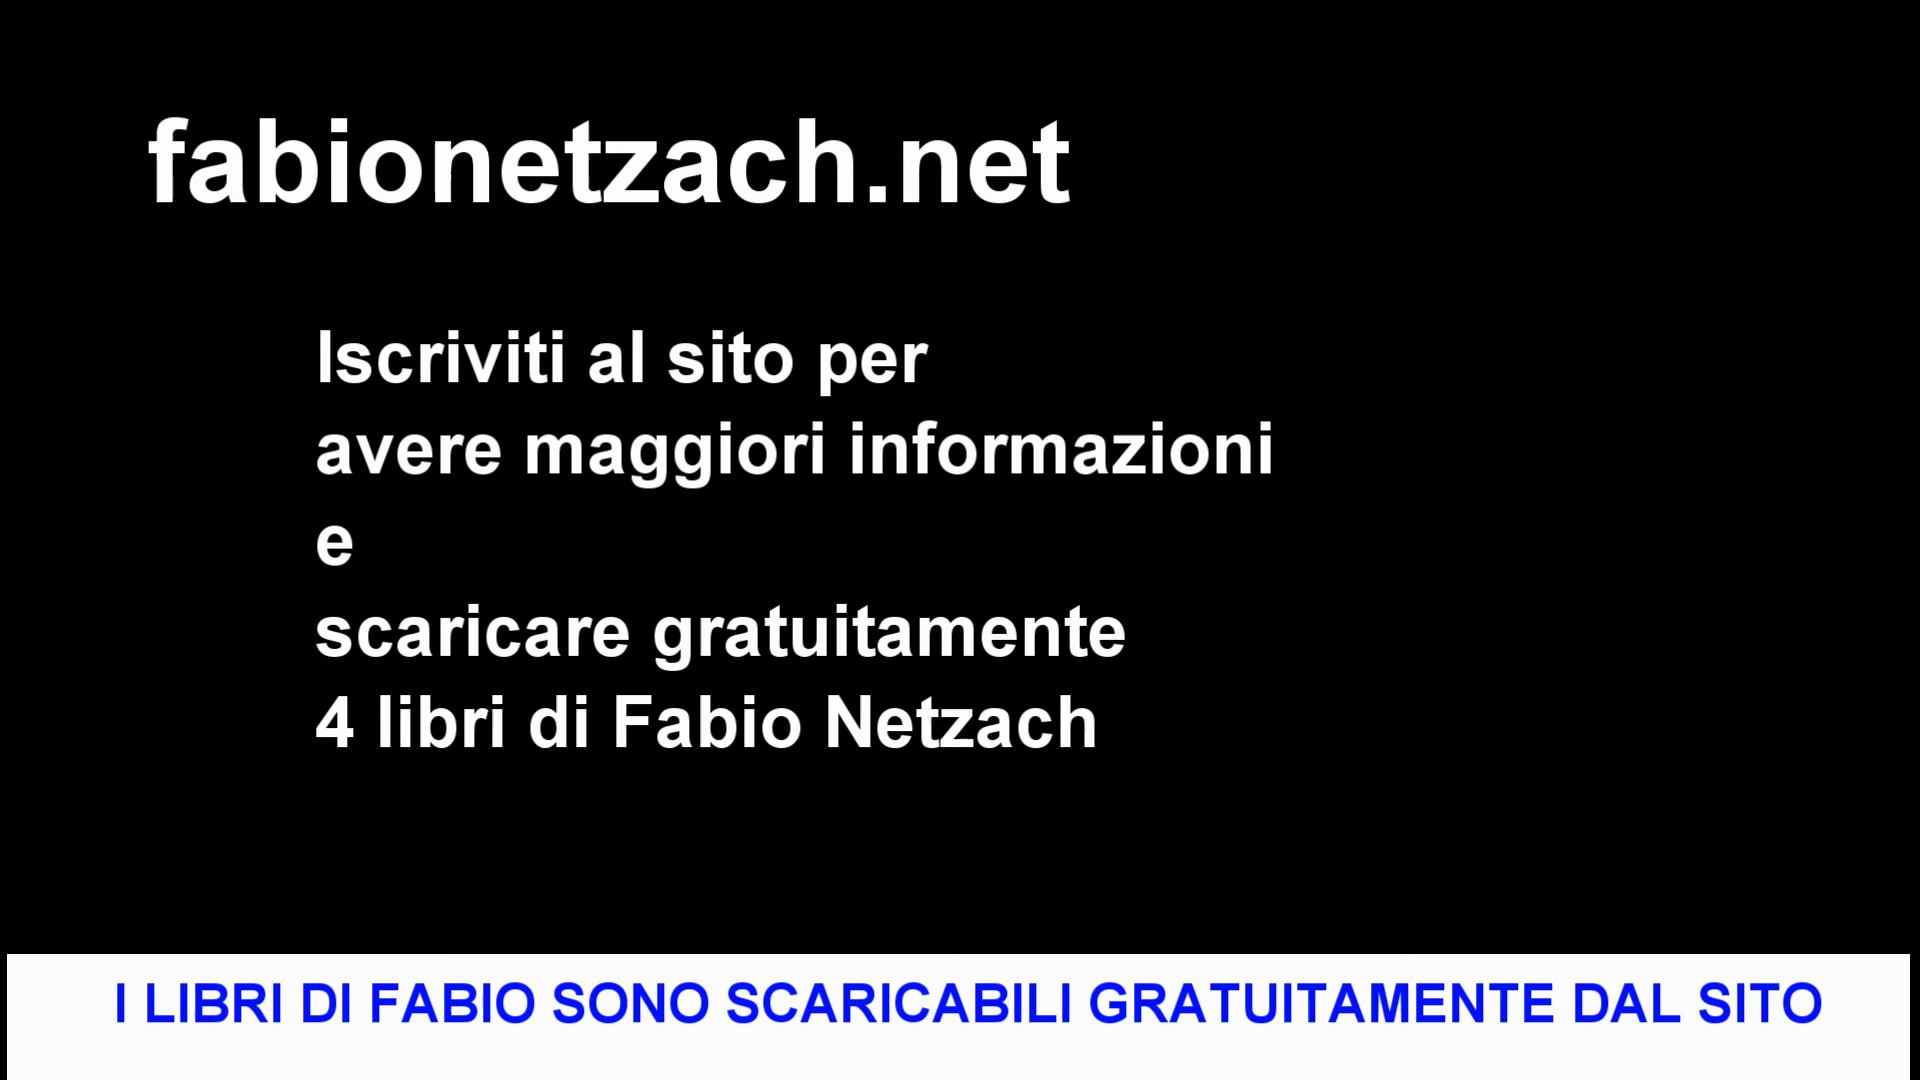 fabionetzach.net
Iscriviti al sito per
avere maggiori informazioni
e
scaricare gratuitamente
4 libri di Fabio Netzach
I LIBRI DI FABIO SONO SCARICABILI GRATUITAMENTE DAL SITO